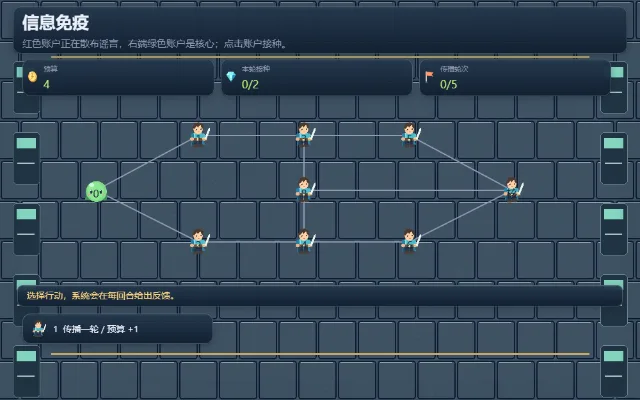 信息免疫
红色账户正在散布谣言，右端绿色账户是核心；点击账户接种。
预算
4
本轮接种
0/2
传播轮次
0/5
选择行动，系统会在每回合给出反馈。
1 传播一轮 / 预算 +1